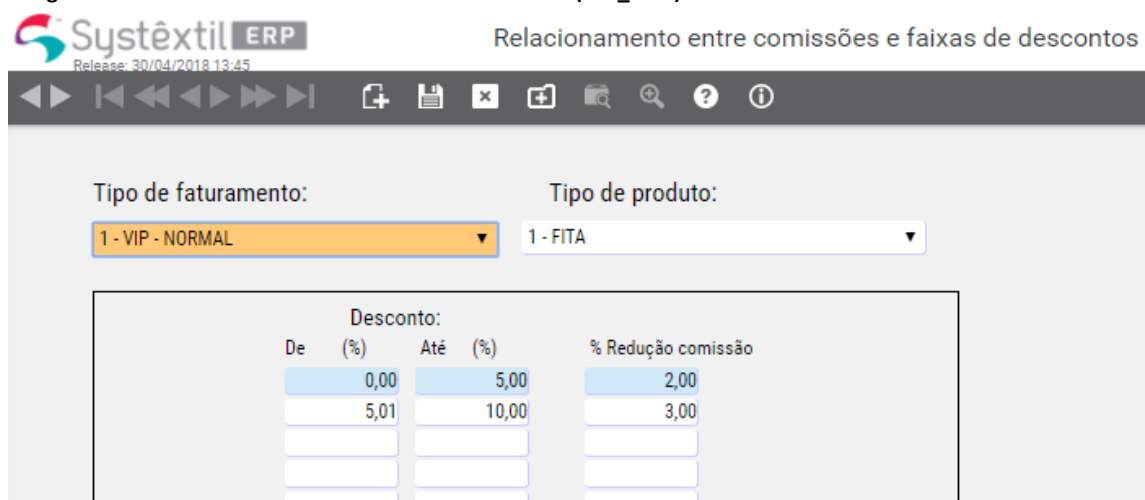 Systêxtil ERP
Relacionamento entre comissões e faixas de descontos
Release: 30/04/2018 13:45
Tipo de faturamento: Tipo de produto:
1 - VIP - NORMAL 1 - FITA
Desconto:
De (%) Até (%) % Redução comissão
0,00 5,00 2,00
5,01 10,00 3,00